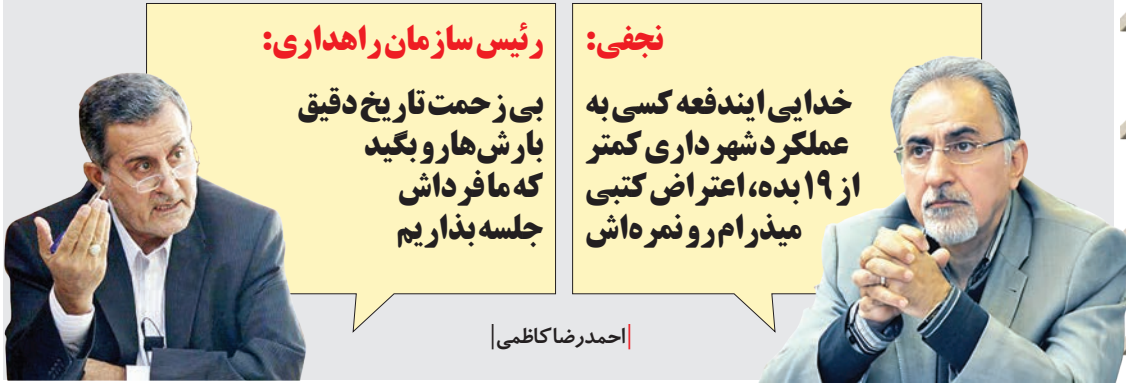 نجفی:
خدایی ایندفعه کسی به
عملکرد شهرداری کمتر
از ۱۹ بده، اعتراض کتبی
میذرام رو نمره‌اش
رئیس سازمان راهداری:
بی زحمت تاریخ دقیق
بارش‌ها رو بگید
که ما فرداش
جلسه بذاریم
|احمدرضا کاظمی|